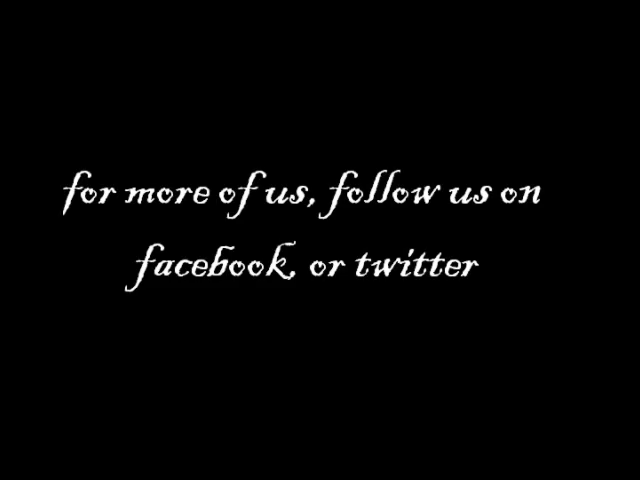 for more of us, follow us on
facebook, or twitter